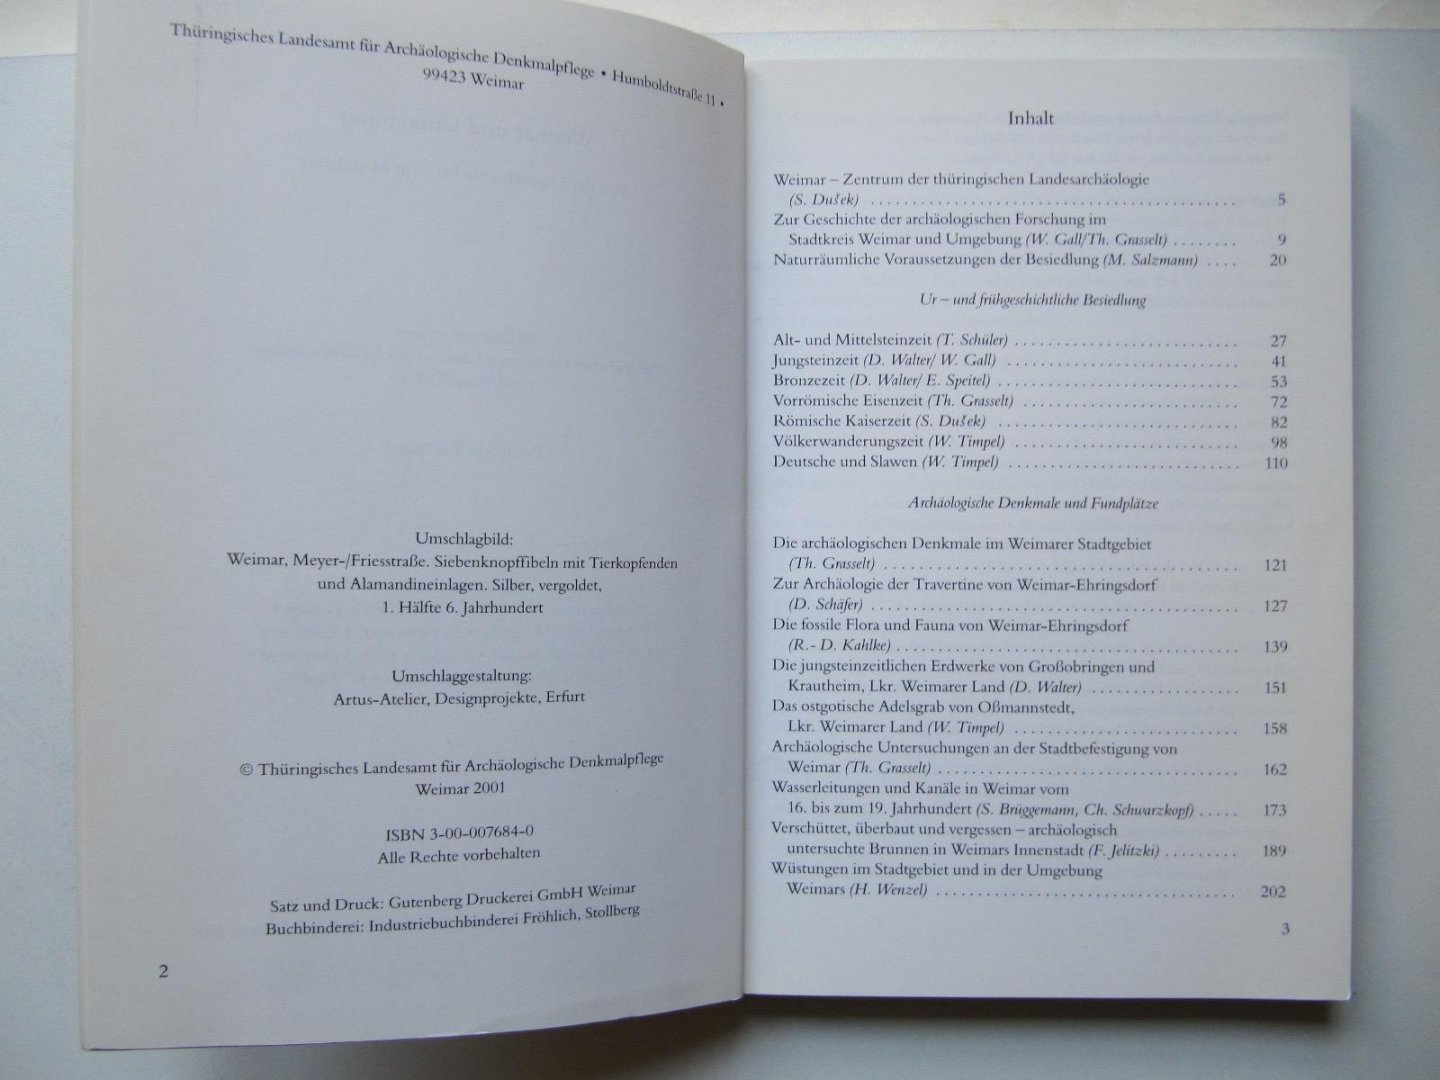 Thüringisches Landesamt für Archäologische Denkmalpflege • Humboldtstraße 11 •
99423 Weimar
Umschlagbild:
Weimar, Meyer-/Friesstraße. Siebenknopffibeln mit Tierkopfenden
und Alamandineinlagen. Silber, vergoldet,
1. Hälfte 6. Jahrhundert
Umschlaggestaltung:
Artus-Atelier, Designprojekte, Erfurt
© Thüringisches Landesamt für Archäologische Denkmalpflege
Weimar 2001
ISBN 3-00-007684-0
Alle Rechte vorbehalten
Satz und Druck: Gutenberg Druckerei GmbH Weimar
Buchbinderei: Industriebuchbinderei Fröhlich, Stollberg
2
Inhalt
Weimar – Zentrum der thüringischen Landesarchäologie
(S. Dušek) . . . . . . . . . . . . . . . . . . . . . . . . . . . . . . . . . . . . . . . . . . . . 5
Zur Geschichte der archäologischen Forschung im
Stadtkreis Weimar und Umgebung (W. Gall/Th. Grasselt) . . . . . . . . 9
Naturräumliche Voraussetzungen der Besiedlung (M. Salzmann) . . . . 20
Ur – und frühgeschichtliche Besiedlung
Alt- und Mittelsteinzeit (T. Schüler) . . . . . . . . . . . . . . . . . . . . . . . . . . . 27
Jungsteinzeit (D. Walter/ W. Gall) . . . . . . . . . . . . . . . . . . . . . . . . . . . . 41
Bronzezeit (D. Walter/ E. Speitel) . . . . . . . . . . . . . . . . . . . . . . . . . . . . . 53
Vorrömische Eisenzeit (Th. Grasselt) . . . . . . . . . . . . . . . . . . . . . . . . . . 72
Römische Kaiserzeit (S. Dušek) . . . . . . . . . . . . . . . . . . . . . . . . . . . . . 82
Völkerwanderungszeit (W. Timpel) . . . . . . . . . . . . . . . . . . . . . . . . . . . 98
Deutsche und Slawen (W. Timpel) . . . . . . . . . . . . . . . . . . . . . . . . . . . . 110
Archäologische Denkmale und Fundplätze
Die archäologischen Denkmale im Weimarer Stadtgebiet
(Th. Grasselt) . . . . . . . . . . . . . . . . . . . . . . . . . . . . . . . . . . . . . . . . . . . 121
Zur Archäologie der Travertine von Weimar-Ehringsdorf
(D. Schäfer) . . . . . . . . . . . . . . . . . . . . . . . . . . . . . . . . . . . . . . . . . . . . 127
Die fossile Flora und Fauna von Weimar-Ehringsdorf
(R.- D. Kahlke) . . . . . . . . . . . . . . . . . . . . . . . . . . . . . . . . . . . . . . . . . 139
Die jungsteinzeitlichen Erdwerke von Großobringen und
Krautheim, Lkr. Weimarer Land (D. Walter) . . . . . . . . . . . . . . . . . . 151
Das ostgotische Adelsgrab von Oßmannstedt,
Lkr. Weimarer Land (W. Timpel) . . . . . . . . . . . . . . . . . . . . . . . . . . . 158
Archäologische Untersuchungen an der Stadtbefestigung von
Weimar (Th. Grasselt) . . . . . . . . . . . . . . . . . . . . . . . . . . . . . . . . . . . . 162
Wasserleitungen und Kanäle in Weimar vom
16. bis zum 19. Jahrhundert (S. Brüggemann, Ch. Schwarzkopf) . . . . . 173
Verschüttet, überbaut und vergessen – archäologisch
untersuchte Brunnen in Weimars Innenstadt (F. Jelitzki) . . . . . . . . . 189
Wüstungen im Stadtgebiet und in der Umgebung
Weimars (H. Wenzel) . . . . . . . . . . . . . . . . . . . . . . . . . . . . . . . . . . . . 202
3